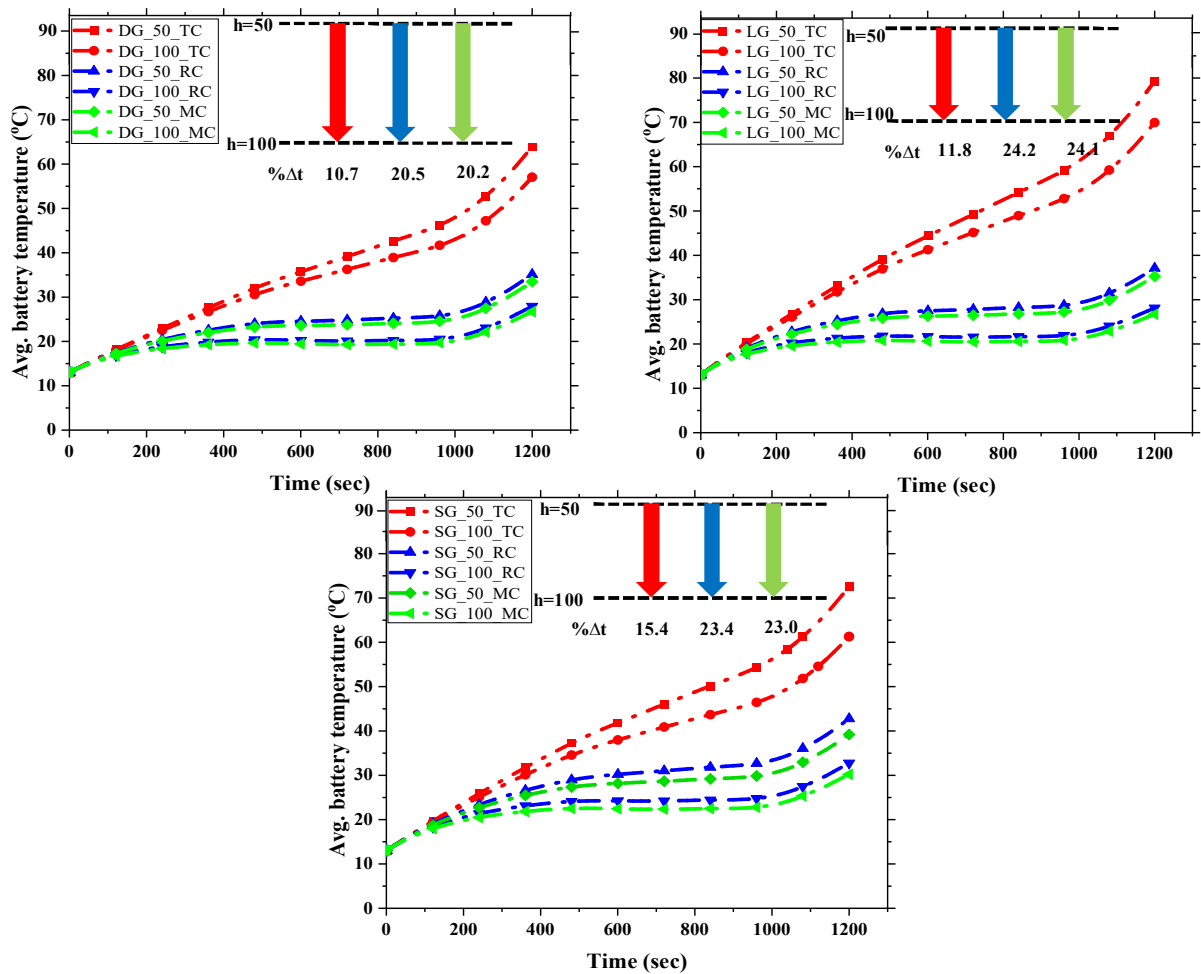 h=50
DG_50_TC
DG_100_TC
DG_50_RC
DG_100_RC
DG_50_MC
DG_100_MC
h=100
%Δt 10.7 20.5 20.2
90
80
70
60
50
40
30
20
10
0
Avg. battery temperature (°C)
0 200 400 600 800 1000 1200
Time (sec)
h=50
LG_50_TC
LG_100_TC
LG_50_RC
LG_100_RC
LG_50_MC
LG_100_MC
h=100
%Δt 11.8 24.2 24.1
90
80
70
60
50
40
30
20
10
0
Avg. battery temperature (°C)
0 200 400 600 800 1000 1200
Time (sec)
h=50
SG_50_TC
SG_100_TC
SG_50_RC
SG_100_RC
SG_50_MC
SG_100_MC
h=100
%Δt 15.4 23.4 23.0
90
80
70
60
50
40
30
20
10
0
Avg. battery temperature (°C)
0 200 400 600 800 1000 1200
Time (sec)